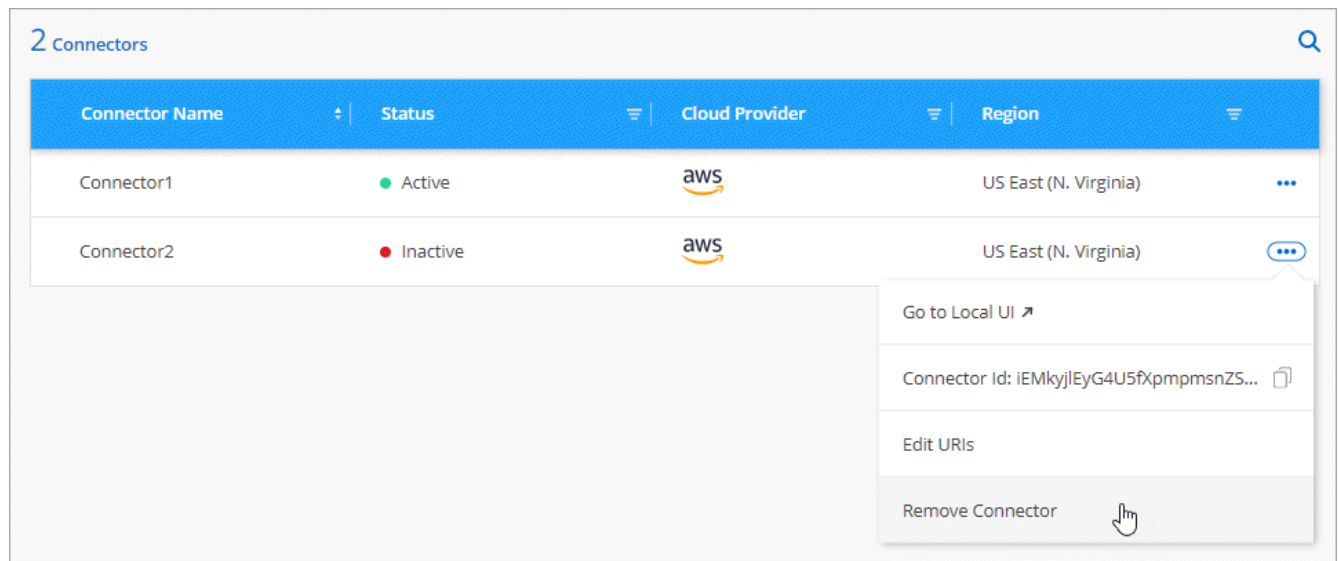 2 Connectors
Connector Name Status Cloud Provider Region
Connector1 Active aws US East (N. Virginia)
Connector2 Inactive aws US East (N. Virginia)
Go to Local UI
Connector Id: iEMkyjlEyG4U5fXpmpmsnZS...
Edit URIs
Remove Connector